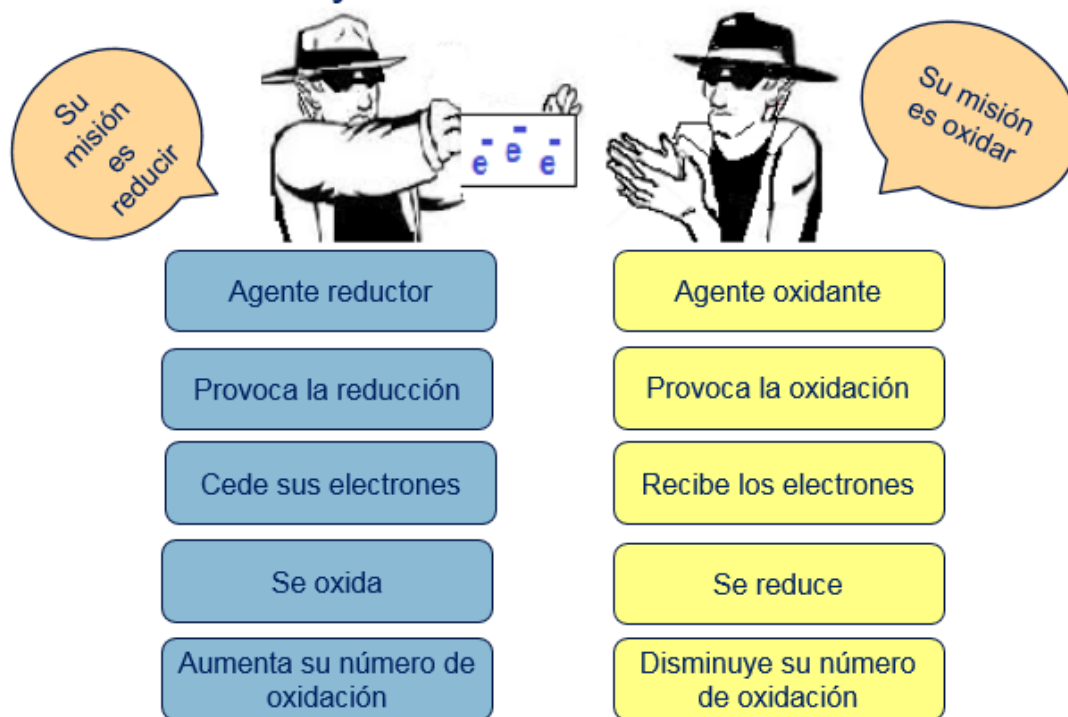 Su
misión
es
reducir
e- e- e-
Su misión
es oxidar
Agente reductor
Agente oxidante
Provoca la reducción
Provoca la oxidación
Cede sus electrones
Recibe los electrones
Se oxida
Se reduce
Aumenta su número de
oxidación
Disminuye su número
de oxidación